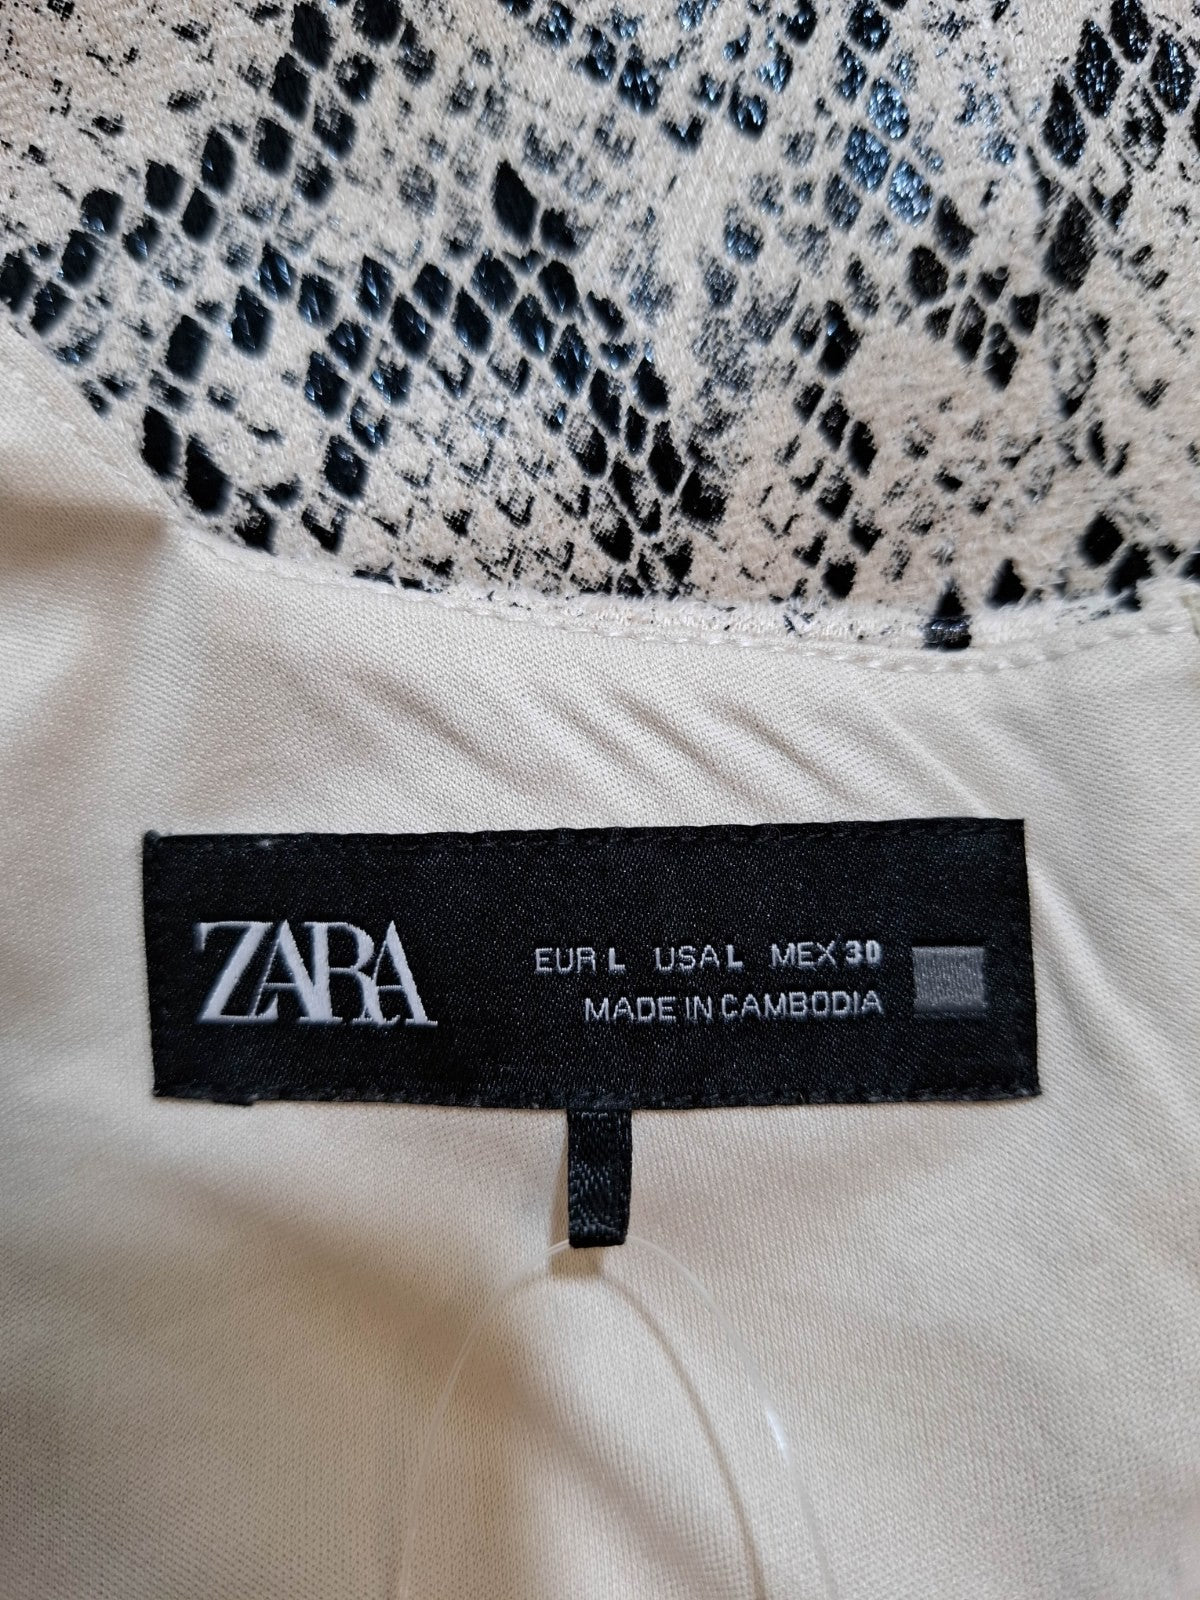 ZARA
EUR L USA L MEX 30
MADE IN CAMBODIA